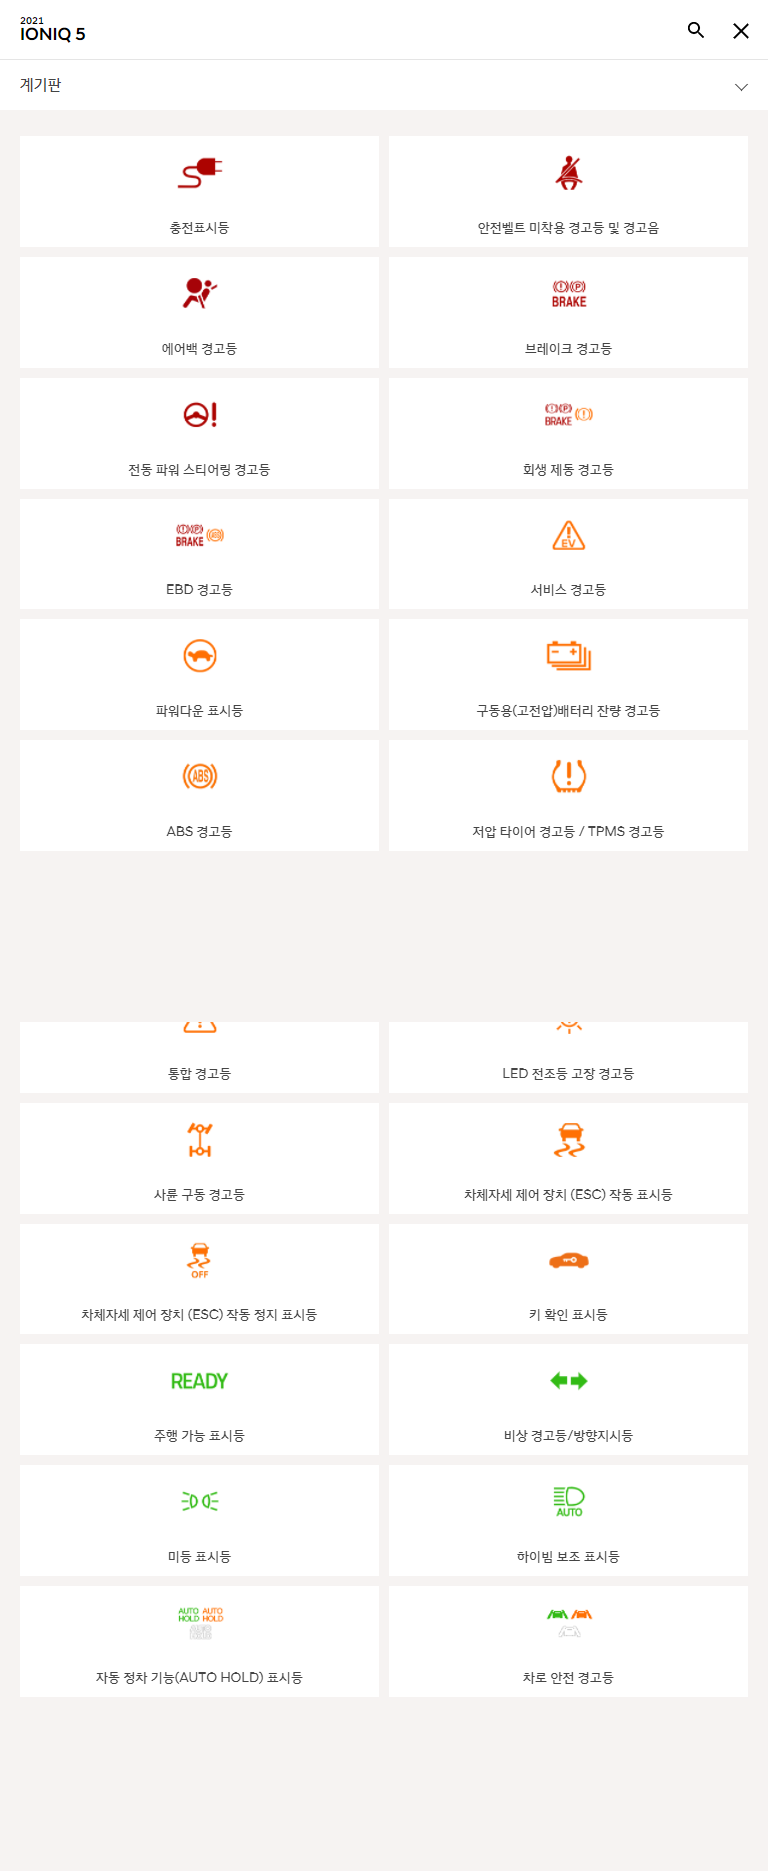 2021
IONIQ 5
계기판
충전표시등
안전벨트 미착용 경고등 및 경고음
에어백 경고등
BRAKE
브레이크 경고등
전동 파워 스티어링 경고등
BRAKE
회생 제동 경고등
BRAKE
EBD 경고등
EV
서비스 경고등
파워다운 표시등
구동용(고전압)배터리 잔량 경고등
ABS
ABS 경고등
저압 타이어 경고등 / TPMS 경고등
통합 경고등
LED 전조등 고장 경고등
사륜 구동 경고등
차체자세 제어 장치 (ESC) 작동 표시등
OFF
차체자세 제어 장치 (ESC) 작동 정지 표시등
키 확인 표시등
READY
주행 가능 표시등
비상 경고등/방향지시등
미등 표시등
AUTO
하이빔 보조 표시등
AUTO HOLD AUTO HOLD
AUTO HOLD
자동 정차 기능(AUTO HOLD) 표시등
차로 안전 경고등